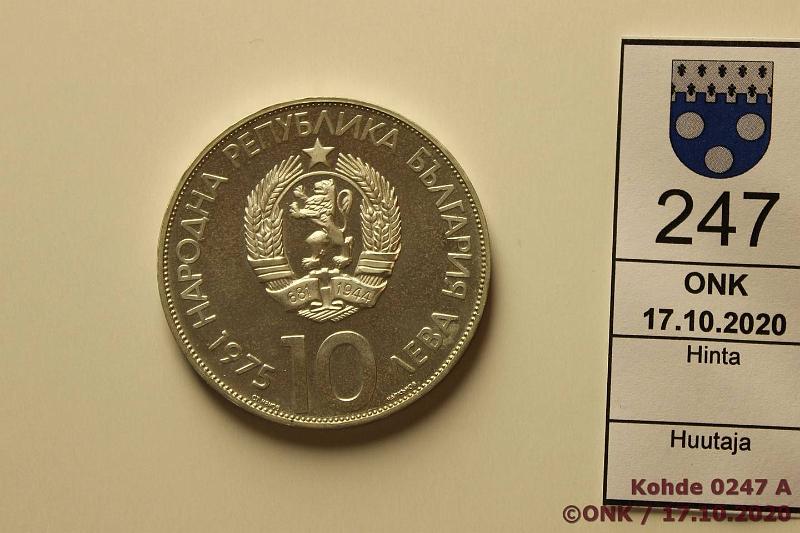 НАРОДНА РЕПУБЛИКА БЪЛГАРИЯ
681 1944
1975 10 ЛЕВА
247
ONK
17.10.2020
Hinta
Huutaja
Kohde 0247 A
©ONK / 17.10.2020